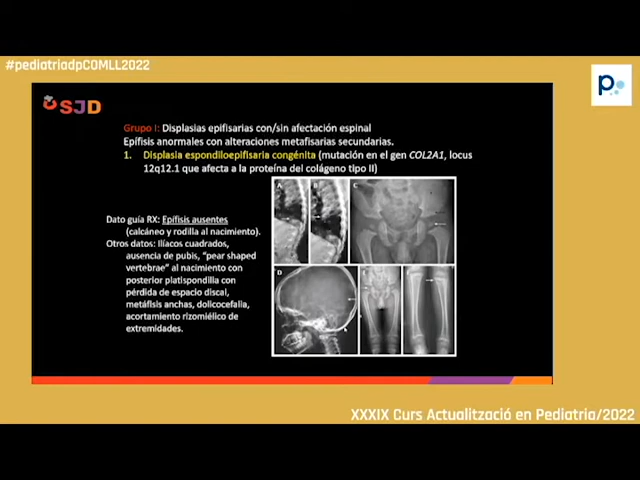 #pediatriadpCOMLL2022
p
SJD
Grupo I: Displasias epifisarias con/sin afectación espinal
Epífisis anormales con alteraciones metafisarias secundarias.
1. Displasia espondiloepifisaria congénita (mutación en el gen COL2A1, locus
12q12.1 que afecta a la proteína del colágeno tipo II)
Dato guía RX: Epífisis ausentes
(calcáneo y rodilla al nacimiento).
Otros datos: Ilíacos cuadrados,
ausencia de pubis, "pear shaped
vertebrae" al nacimiento con
posterior platispondilia con
pérdida de espacio discal,
metáfisis anchas, dolicocefalia,
acortamiento rizomiélico de
extremidades.
A B C
D
XXXIX Curs Actualització en Pediatria/2022